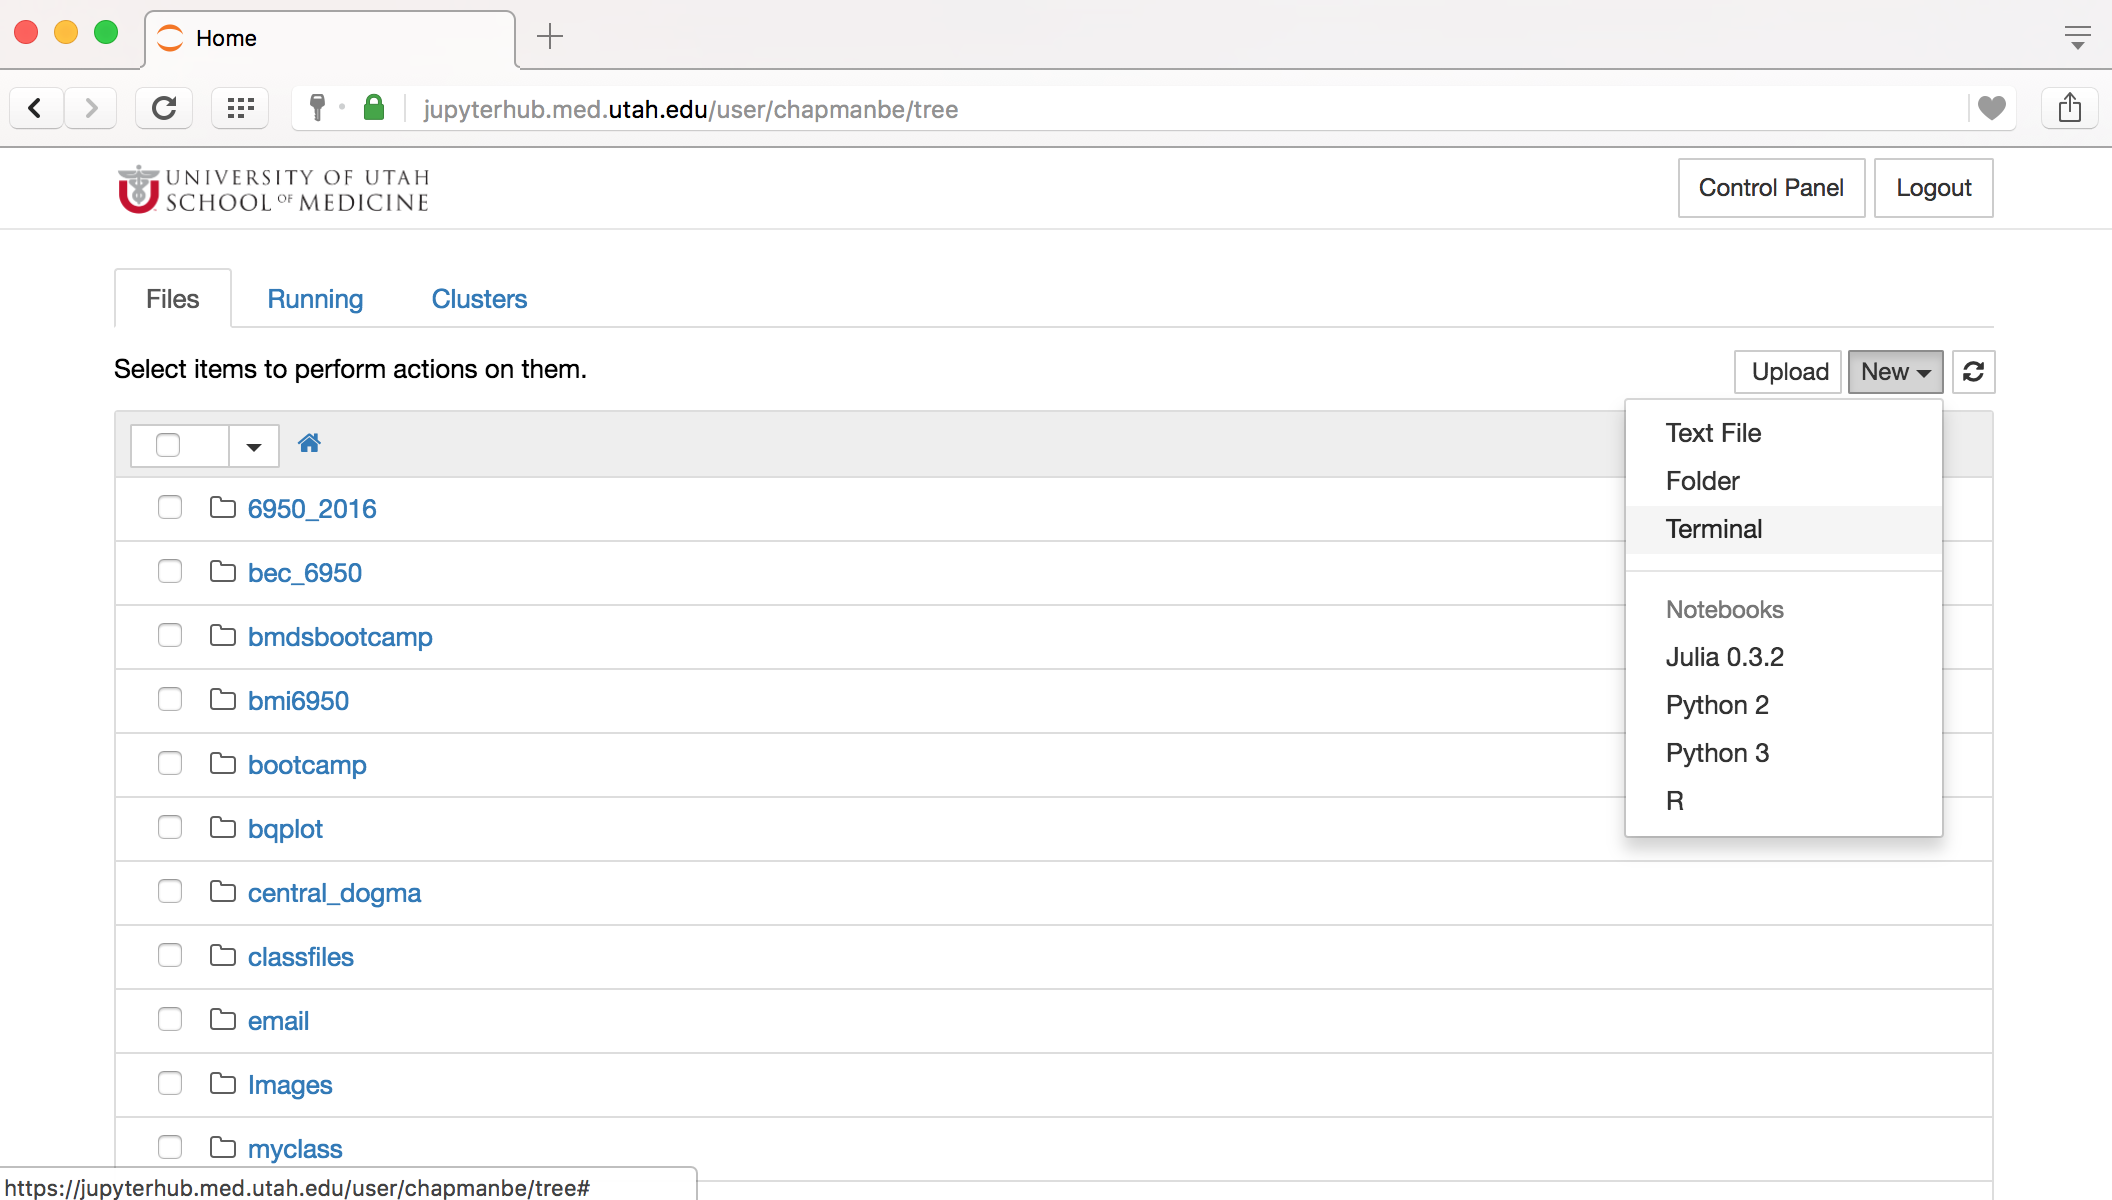 Home
jupyterhub.med.utah.edu/user/chapmanbe/tree
UNIVERSITY OF UTAH
SCHOOL OF MEDICINE
Control Panel
Logout
Files
Running
Clusters
Select items to perform actions on them.
Upload
New
Text File
Folder
Terminal
Notebooks
Julia 0.3.2
Python 2
Python 3
R
6950_2016
bec_6950
bmdsbootcamp
bmi6950
bootcamp
bqplot
central_dogma
classfiles
email
Images
myclass
https://jupyterhub.med.utah.edu/user/chapmanbe/tree#